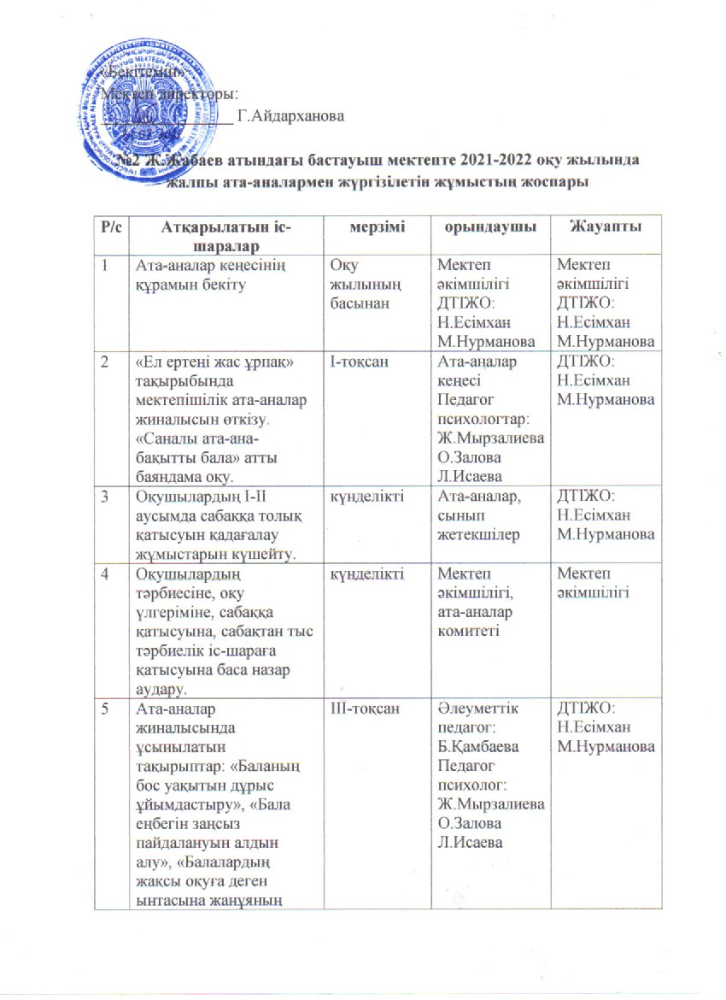 «Бекітемін»
Мектеп директоры:
Г.Айдарханова
№2 Ж.Жабаев атындағы бастауыш мектепте 2021-2022 оқу жылында
жалпы ата-аналармен жүргізілетін жұмыстың жоспары
Р/с
Атқарылатын іс-
шаралар
мерзімі
орындаушы
Жауапты
1
Ата-аналар кеңесінің
құрамын бекіту
Оқу
жылының
басынан
Мектеп
әкімшілігі
ДТІЖО:
Н.Есімхан
М.Нурманова
Мектеп
әкімшілігі
ДТІЖО:
Н.Есімхан
М.Нурманова
2
«Ел ертеңі жас ұрпақ»
тақырыбында
мектепішілік ата-аналар
жиналысын өткізу.
«Саналы ата-ана-
бақытты бала» атты
баяндама оқу.
І-тоқсан
Ата-аналар
кеңесі
Педагог
психологтар:
Ж.Мырзалиева
О.Залова
Л.Исаева
ДТІЖО:
Н.Есімхан
М.Нурманова
3
Оқушылардың І-ІІ
аусымда сабаққа толық
қатысуын қадағалау
жұмыстарын күшейту.
күнделікті
Ата-аналар,
сынып
жетекшілер
ДТІЖО:
Н.Есімхан
М.Нурманова
4
Оқушылардың
тәрбиесіне, оқу
үлгеріміне, сабаққа
қатысуына, сабақтан тыс
тәрбиелік іс-шараға
қатысуына баса назар
аудару.
күнделікті
Мектеп
әкімшілігі,
ата-аналар
комитеті
Мектеп
әкімшілігі
5
Ата-аналар
жиналысында
ұсынылатын
тақырыптар: «Баланың
бос уақытын дұрыс
ұйымдастыру», «Бала
еңбегін заңсыз
пайдалануын алдын
алу», «Балалардың
жақсы оқуға деген
ынтасына жанұяның
ІІІ-тоқсан
Әлеуметтік
педагог:
Б.Қамбаева
Педагог
психолог:
Ж.Мырзалиева
О.Залова
Л.Исаева
ДТІЖО:
Н.Есімхан
М.Нурманова